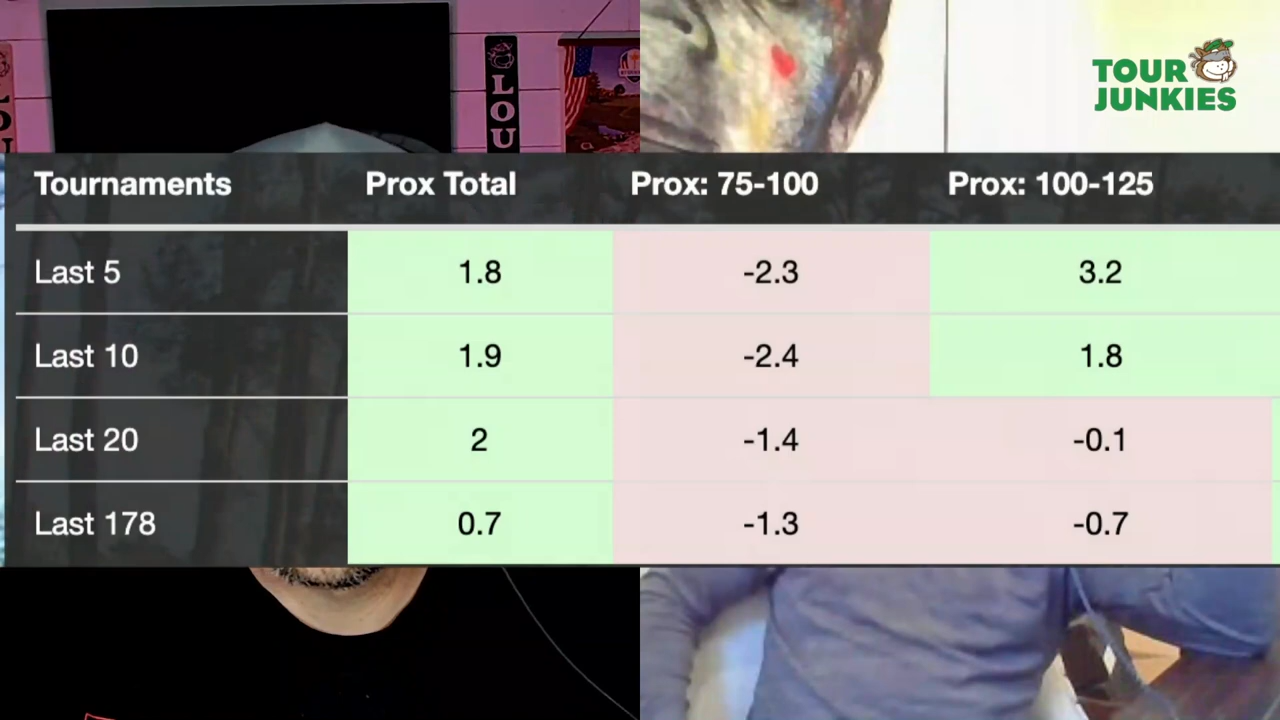 LOU
TOUR
JUNKIES
Tournaments Prox Total Prox: 75-100 Prox: 100-125
Last 5 1.8 -2.3 3.2
Last 10 1.9 -2.4 1.8
Last 20 2 -1.4 -0.1
Last 178 0.7 -1.3 -0.7